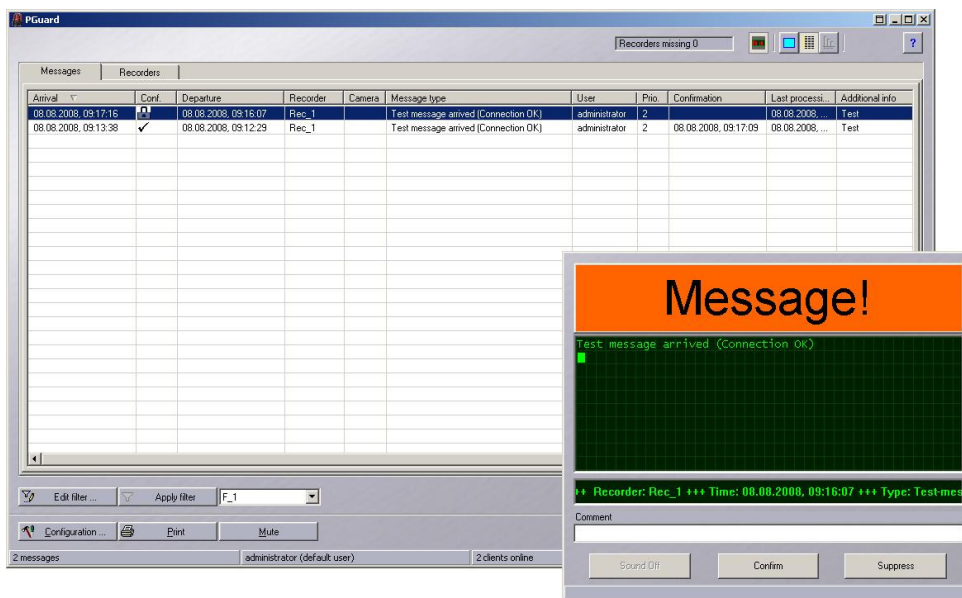 PGuard
Recorders missing 0
?
Messages Recorders
Arrival Conf. Departure Recorder Camera Message type User Prio. Confirmation Last processi... Additional info
08.08.2008, 09:17:16 08.08.2008, 09:16:07 Rec_1 Test message arrived (Connection OK) administrator 2 08.08.2008, ... Test
08.08.2008, 09:13:38 08.08.2008, 09:12:29 Rec_1 Test message arrived (Connection OK) administrator 2 08.08.2008, 09:17:09 08.08.2008, ... Test
Message!
Test message arrived (Connection OK)
Edit filter ... Apply filter F_1
++ Recorder: Rec_1 +++ Time: 08.08.2008, 09:16:07 +++ Type: Test-mes
Comment
Configuration ... Print Mute
2 messages administrator (default user) 2 clients online
Sound Off Confirm Suppress